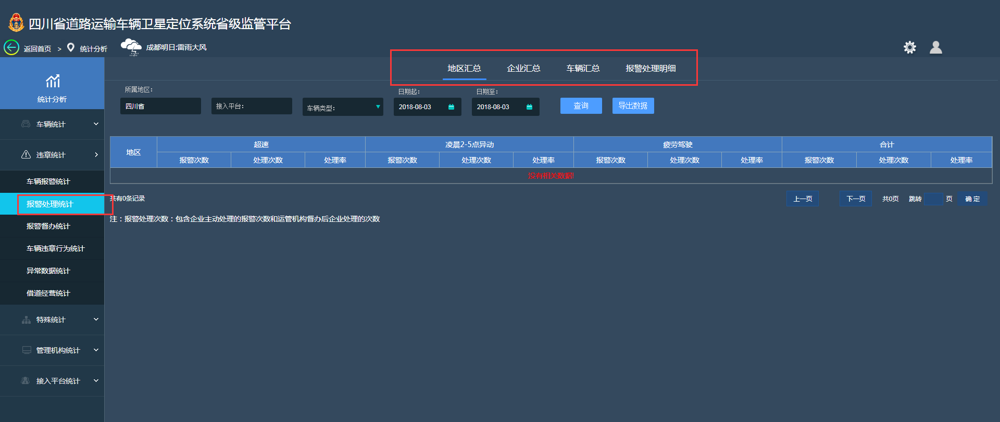 四川省道路运输车辆卫星定位系统省级监管平台
返回首页 > 统计分析 成都明日:雷雨大风
统计分析
车辆统计
违章统计
车辆报警统计
报警处理统计
报警督办统计
车辆违章行为统计
异常数据统计
借道经营统计
特殊统计
管理机构统计
接入平台统计
地区汇总 企业汇总 车辆汇总 报警处理明细
所属地区: 日期起: 日期至:
四川省 接入平台: 车辆类型: 2018-08-03 2018-08-03 查询 导出数据
地区 超速 凌晨2-5点异动 疲劳驾驶 合计
报警次数 处理次数 处理率 报警次数 处理次数 处理率 报警次数 处理次数 处理率 报警次数 处理次数 处理率
没有相关数据!
共有0条记录 上一页 下一页 共0页 跳转 页 确 定
注：报警处理次数：包含企业主动处理的报警次数和运管机构督办后企业处理的次数